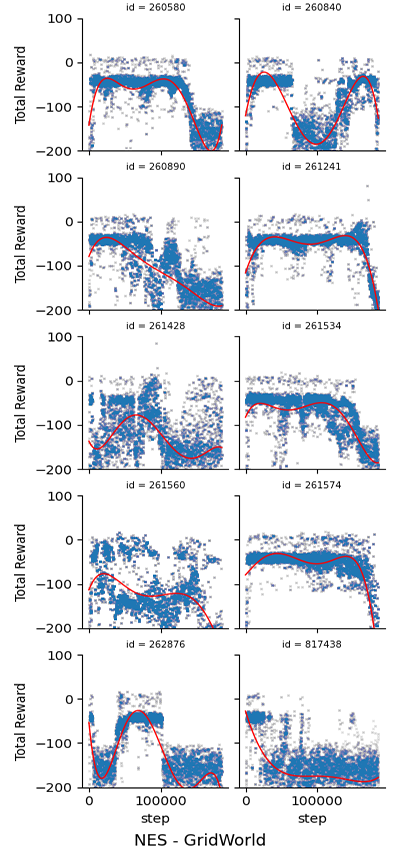 id = 260580
id = 260840
Total Reward
100
0
−100
−200
id = 260890
id = 261241
Total Reward
100
0
−100
−200
id = 261428
id = 261534
Total Reward
100
0
−100
−200
id = 261560
id = 261574
Total Reward
100
0
−100
−200
id = 262876
id = 817438
Total Reward
100
0
−100
−200
0 100000
0 100000
step
step
NES - GridWorld